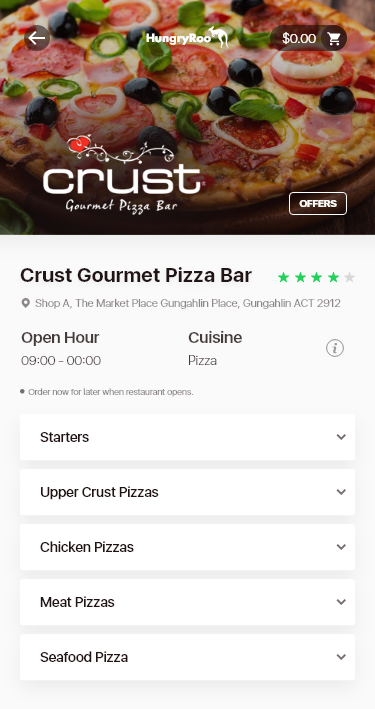 HungryRoo
$0.00
crust
Gourmet Pizza Bar
OFFERS
Crust Gourmet Pizza Bar
Shop A, The Market Place Gungahlin Place, Gungahlin ACT 2912
Open Hour
Cuisine
09:00 - 00:00
Pizza
Order now for later when restaurant opens.
Starters
Upper Crust Pizzas
Chicken Pizzas
Meat Pizzas
Seafood Pizza